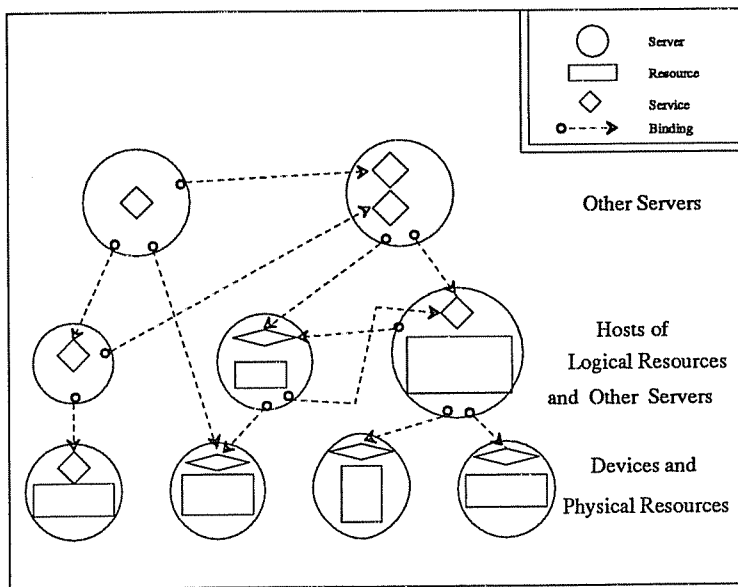 Server
Resource
Service
Binding
Other Servers
Hosts of
Logical Resources
and Other Servers
Devices and
Physical Resources